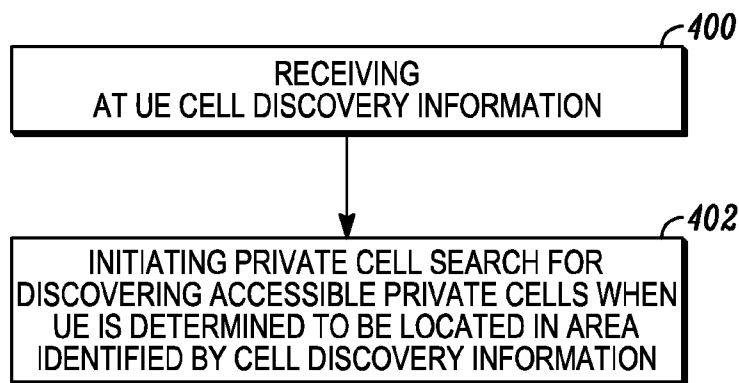 400
RECEIVING
AT UE CELL DISCOVERY INFORMATION
402
INITIATING PRIVATE CELL SEARCH FOR
DISCOVERING ACCESSIBLE PRIVATE CELLS WHEN
UE IS DETERMINED TO BE LOCATED IN AREA
IDENTIFIED BY CELL DISCOVERY INFORMATION